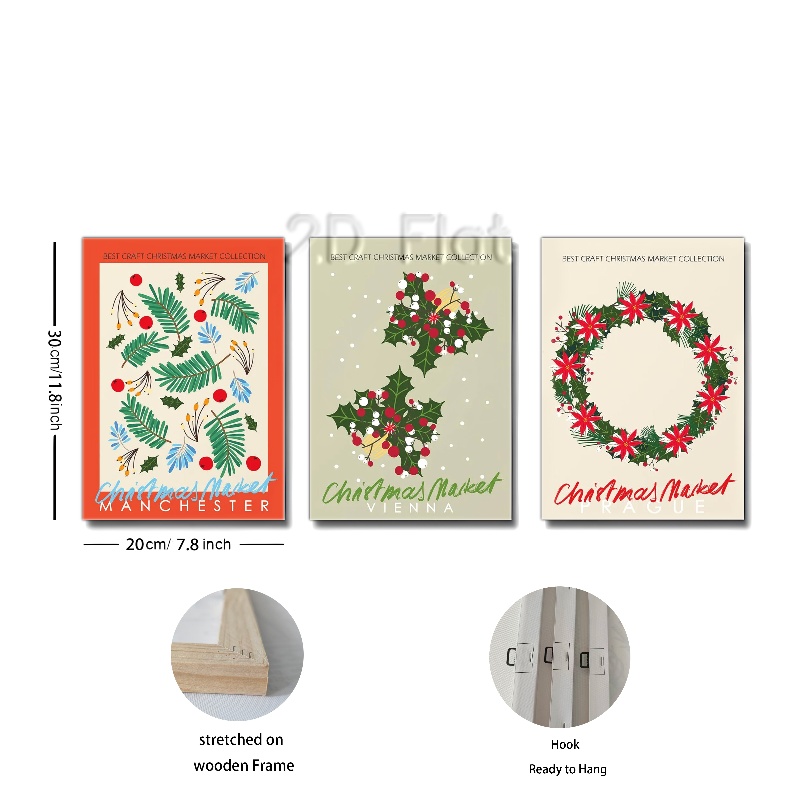 2D Flat
BEST CRAFT CHRISTMAS MARKET COLLECTION
Christmas Market
MANCHESTER
BEST CRAFT CHRISTMAS MARKET COLLECTION
Christmas Market
VIENNA
BEST CRAFT CHRISTMAS MARKET COLLECTION
Christmas Market
PRAGUE
30cm/11.8inch
20cm/ 7.8 inch
stretched on
wooden Frame
Hook
Ready to Hang